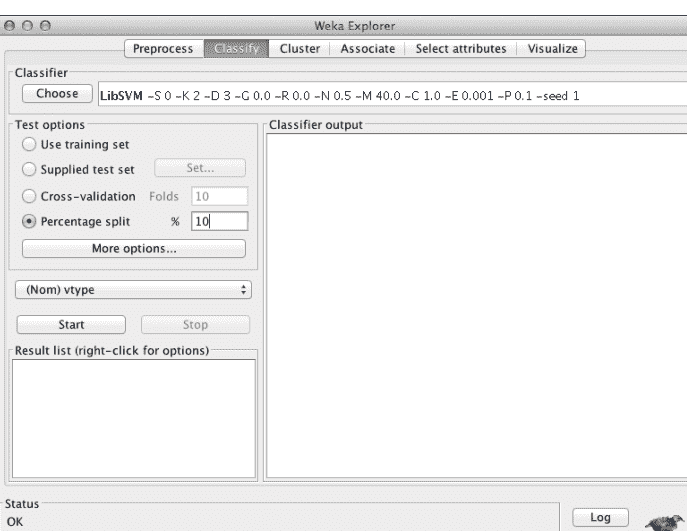 Weka Explorer
Preprocess Classify Cluster Associate Select attributes Visualize
Classifier
Choose LibSVM -S 0 -K 2 -D 3 -G 0.0 -R 0.0 -N 0.5 -M 40.0 -C 1.0 -E 0.001 -P 0.1 -seed 1
Test options
Use training set
Supplied test set Set...
Cross-validation Folds 10
Percentage split % 10
More options...
(Nom) vtype
Start Stop
Result list (right-click for options)
Classifier output
Status
OK
Log